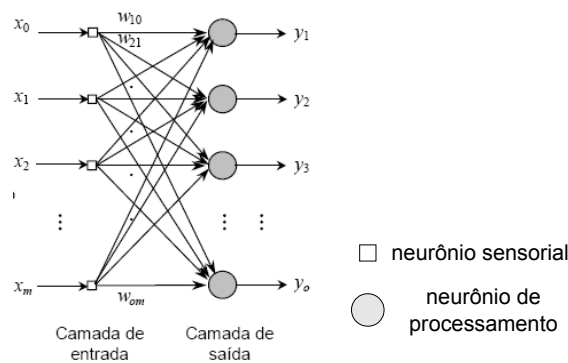 x₀ w₁₀ y₁
w₂₁
x₁ y₂
x₂ y₃
⋮ ⋮ ⋮
xₘ wₒₘ yₒ
Camada de entrada
Camada de saída
neurônio sensorial
neurônio de
processamento